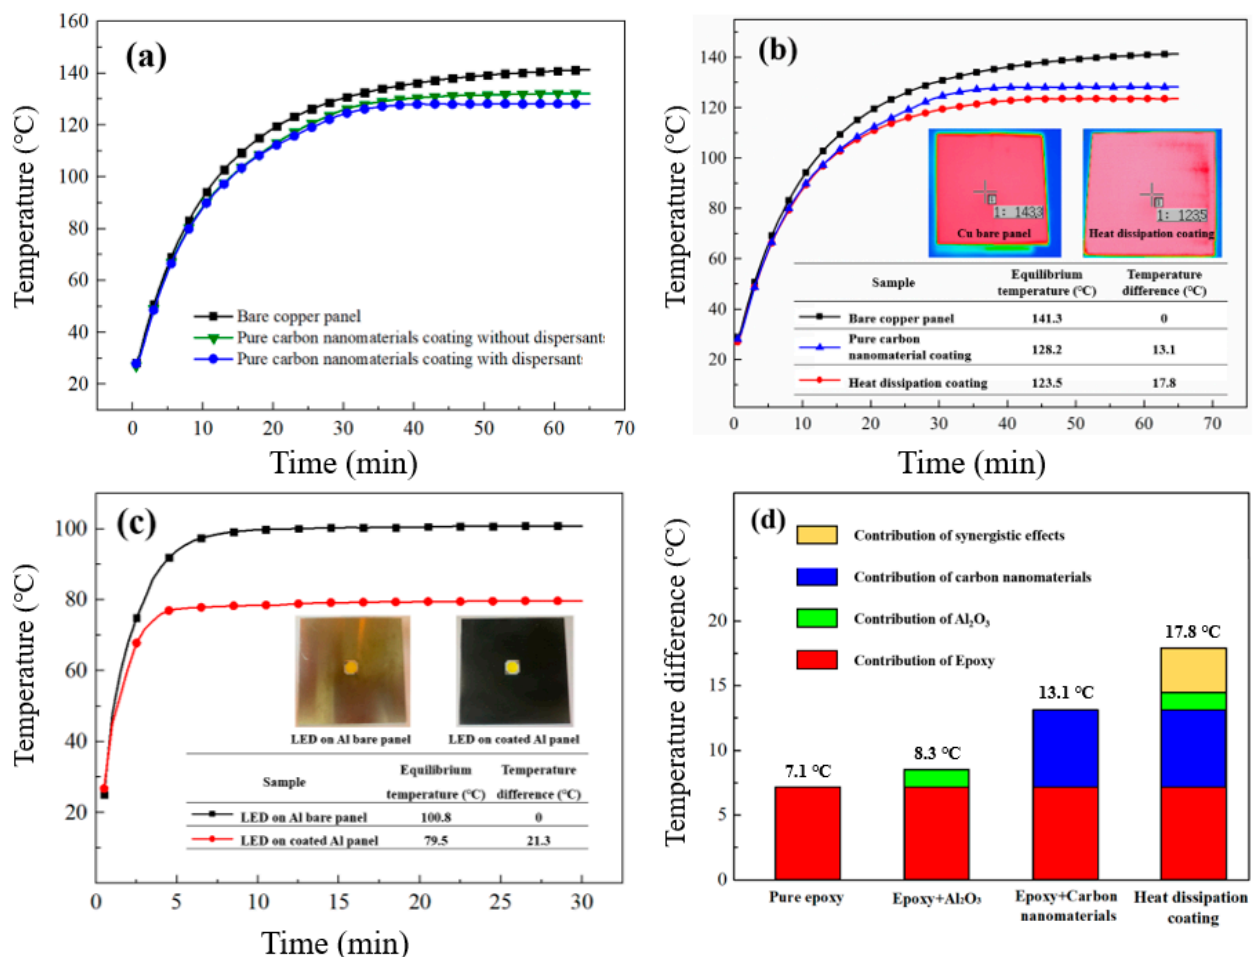 (a)
Temperature (℃)
160
140
120
100
80
60
40
20
0
10
20
30
40
50
60
70
Time (min)
Bare copper panel
Pure carbon nanomaterials coating without dispersants
Pure carbon nanomaterials coating with dispersants
(b)
Temperature (℃)
140
120
100
80
60
40
20
0
10
20
30
40
50
60
70
Time (min)
1: 143.3
Cu bare panel
1: 123.5
Heat dissipation coating
Sample Equilibrium temperature (℃) Temperature difference (℃)
Bare copper panel 141.3 0
Pure carbon nanomaterial coating 128.2 13.1
Heat dissipation coating 123.5 17.8
(c)
Temperature (℃)
100
80
60
40
20
0
5
10
15
20
25
30
Time (min)
LED on Al bare panel
LED on coated Al panel
Sample Equilibrium temperature (℃) Temperature difference (℃)
LED on Al bare panel 100.8 0
LED on coated Al panel 79.5 21.3
(d)
Temperature difference (℃)
20
15
10
5
0
Contribution of synergistic effects
Contribution of carbon nanomaterials
Contribution of Al₂O₃
Contribution of Epoxy
7.1 ℃
8.3 ℃
13.1 ℃
17.8 ℃
Pure epoxy
Epoxy+Al₂O₃
Epoxy+Carbon
nanomaterials
Heat dissipation
coating